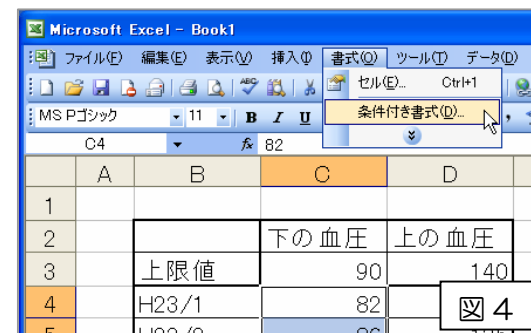 Microsoft Excel - Book1
ファイル(F) 編集(E) 表示(V) 挿入(I) 書式(O) ツール(T) データ(D)
セル(E)... Ctrl+1
MS Pゴシック 11 B I U
条件付き書式(D)...
C4 fx 82
A B C D
1
2 下の血圧 上の血圧
3 上限値 90 140
4 H23/1 82
図4
5